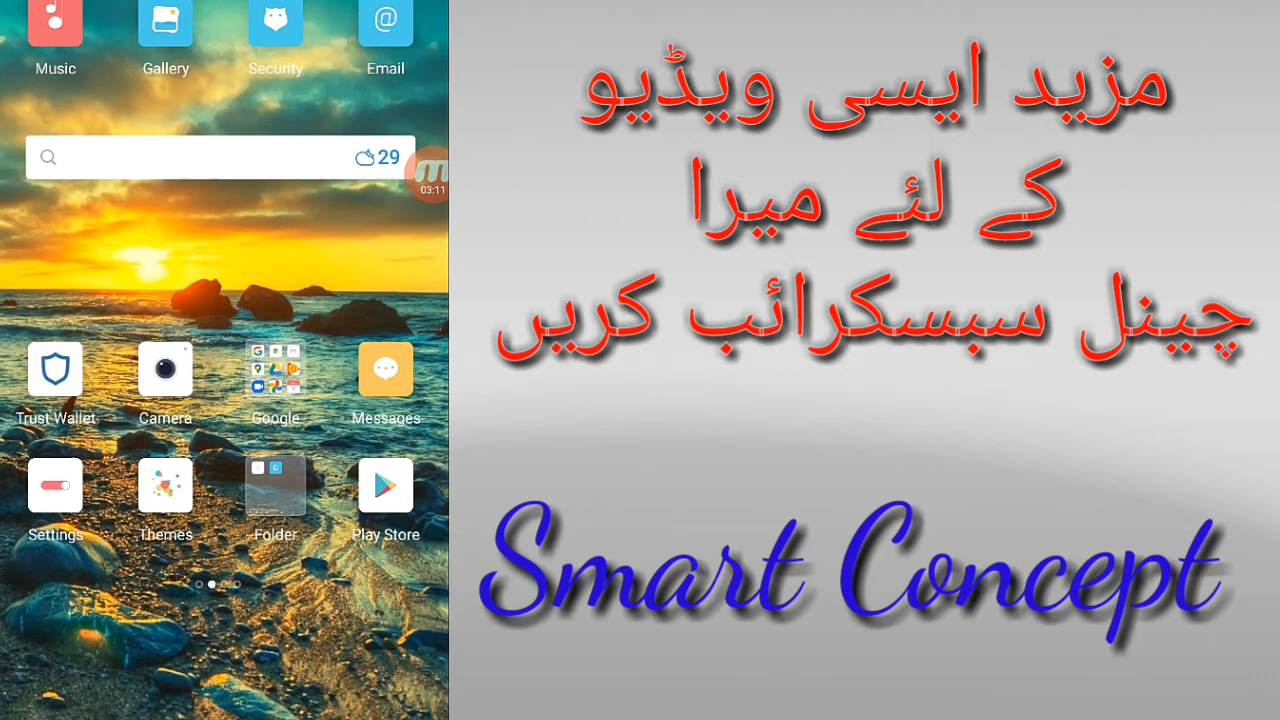 Music Gallery Security Email
29
03:11
Trust Wallet Camera Google Messages
Settings Themes Folder Play Store
مزید ایسی ویڈیو
کے لئے میرا
چینل سبسکرائب کریں
Smart Concept